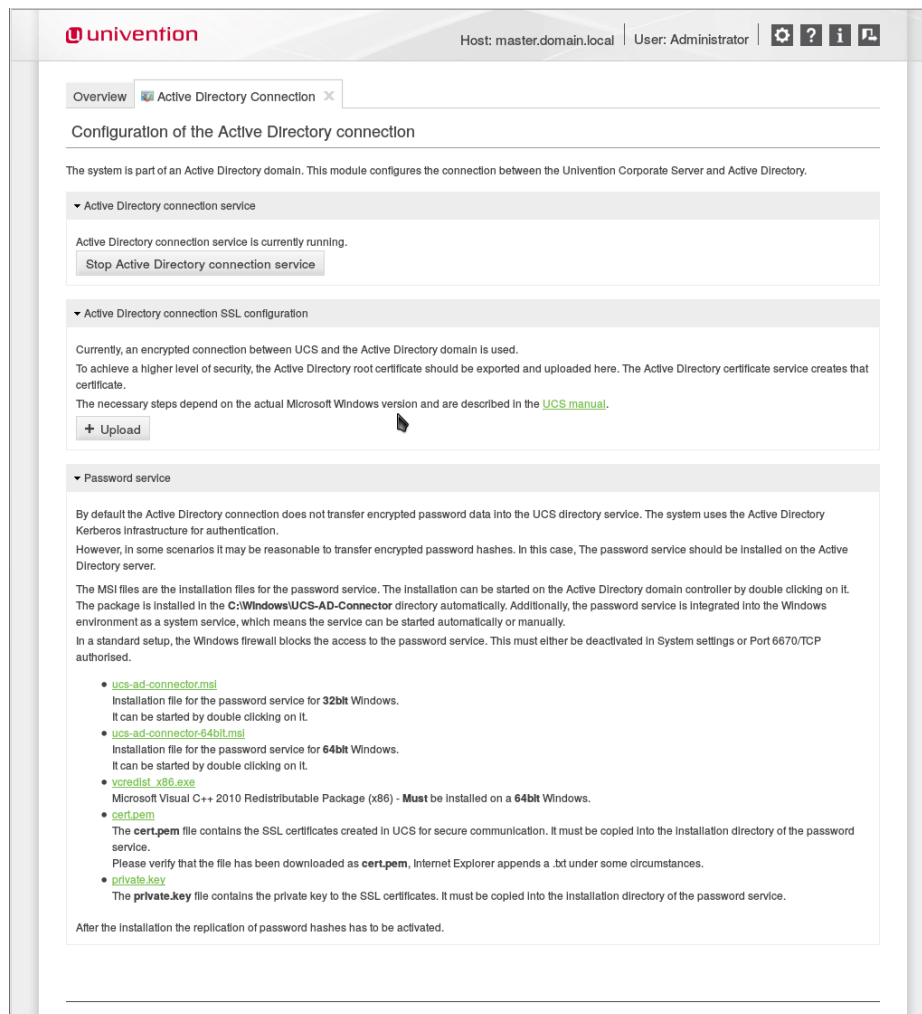 univention
Host: master.domain.local User: Administrator
Overview Active Directory Connection
Configuration of the Active Directory connection
The system is part of an Active Directory domain. This module configures the connection between the Univention Corporate Server and Active Directory.
Active Directory connection service
Active Directory connection service is currently running.
Stop Active Directory connection service
Active Directory connection SSL configuration
Currently, an encrypted connection between UCS and the Active Directory domain is used.
To achieve a higher level of security, the Active Directory root certificate should be exported and uploaded here. The Active Directory certificate service creates that
certificate.
The necessary steps depend on the actual Microsoft Windows version and are described in the UCS manual.
+ Upload
Password service
By default the Active Directory connection does not transfer encrypted password data into the UCS directory service. The system uses the Active Directory
Kerberos infrastructure for authentication.
However, in some scenarios it may be reasonable to transfer encrypted password hashes. In this case, The password service should be installed on the Active
Directory server.
The MSI files are the installation files for the password service. The installation can be started on the Active Directory domain controller by double clicking on it.
The package is installed in the C:\Windows\UCS-AD-Connector directory automatically. Additionally, the password service is integrated into the Windows
environment as a system service, which means the service can be started automatically or manually.
In a standard setup, the Windows firewall blocks the access to the password service. This must either be deactivated in System settings or Port 6670/TCP
authorised.
ucs-ad-connector.msi
Installation file for the password service for 32bit Windows.
It can be started by double clicking on it.
ucs-ad-connector-64bit.msi
Installation file for the password service for 64bit Windows.
It can be started by double clicking on it.
vcredist_x86.exe
Microsoft Visual C++ 2010 Redistributable Package (x86) - Must be installed on a 64bit Windows.
cert.pem
The cert.pem file contains the SSL certificates created in UCS for secure communication. It must be copied into the installation directory of the password
service.
Please verify that the file has been downloaded as cert.pem, Internet Explorer appends a .txt under some circumstances.
private.key
The private.key file contains the private key to the SSL certificates. It must be copied into the installation directory of the password service.
After the installation the replication of password hashes has to be activated.